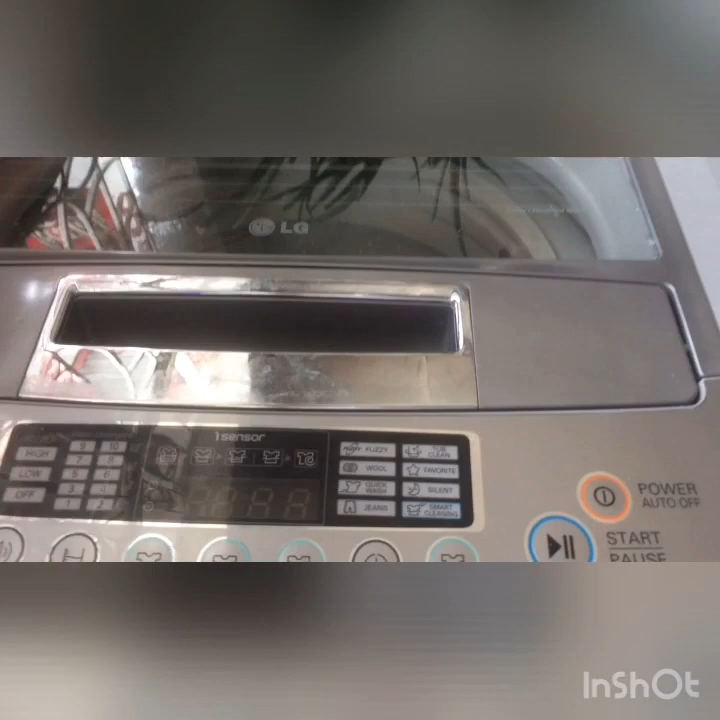 LG
i sensor
HIGH
LOW
OFF
9 10
7 8
5 6
3 4
1 2
FUZZY
WOOL
QUICK WASH
JEANS
TUB CLEAN
FAVORITE
SILENT
SMART CLEANING
POWER
AUTO OFF
START
PAUSE
InShOt